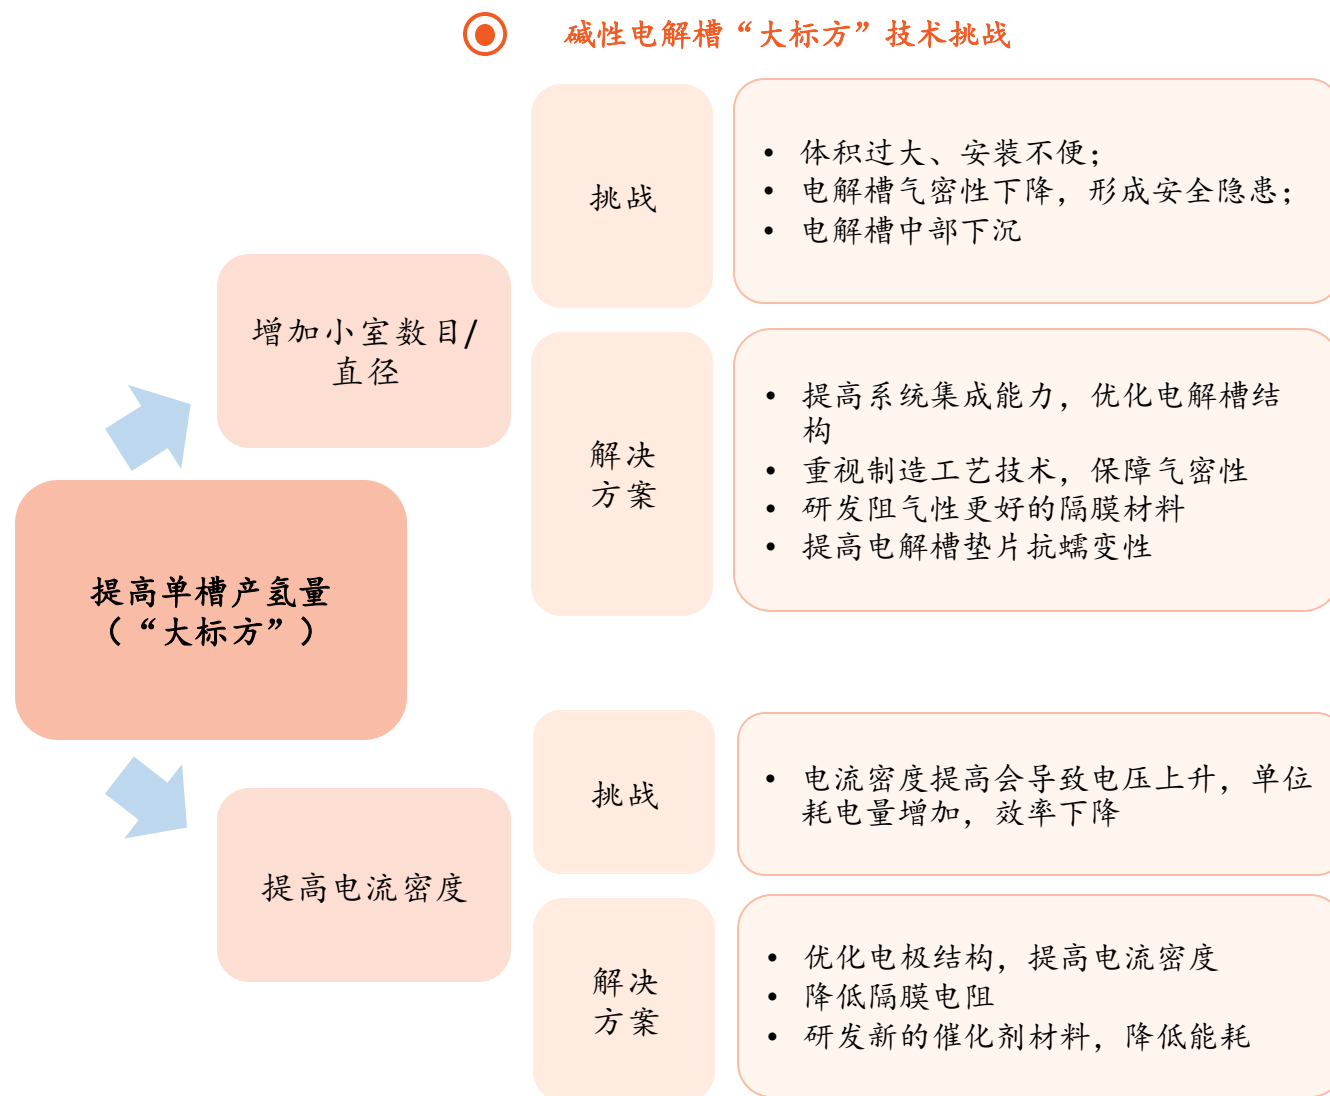 碱性电解槽“大标方”技术挑战
挑战
• 体积过大、安装不便；
• 电解槽气密性下降，形成安全隐患；
• 电解槽中部下沉
增加小室数目/
直径
解决
方案
• 提高系统集成能力，优化电解槽结
构
• 重视制造工艺技术，保障气密性
• 研发阻气性更好的隔膜材料
• 提高电解槽垫片抗蠕变性
提高单槽产氢量
（“大标方”）
挑战
• 电流密度提高会导致电压上升，单位
耗电量增加，效率下降
提高电流密度
解决
方案
• 优化电极结构，提高电流密度
• 降低隔膜电阻
• 研发新的催化剂材料，降低能耗